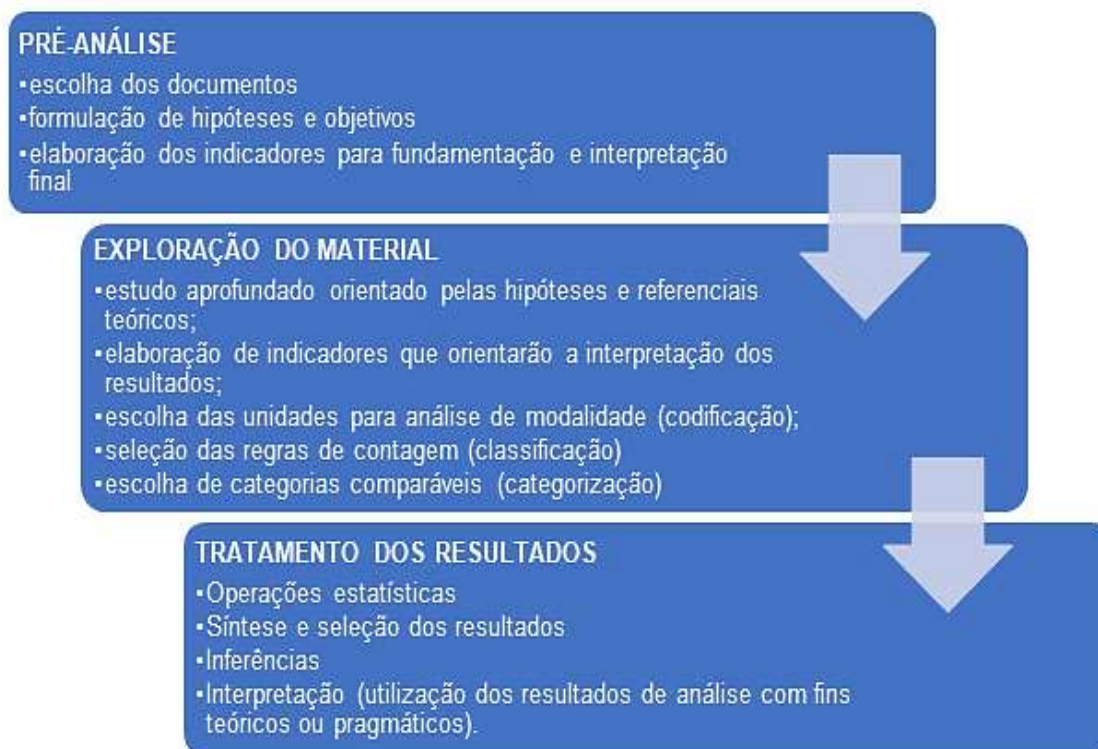 PRÉ-ANÁLISE
▪escolha dos documentos
▪formulação de hipóteses e objetivos
▪elaboração dos indicadores para fundamentação e interpretação
final
EXPLORAÇÃO DO MATERIAL
▪estudo aprofundado orientado pelas hipóteses e referenciais
teóricos;
▪elaboração de indicadores que orientarão a interpretação dos
resultados;
▪escolha das unidades para análise de modalidade (codificação);
▪seleção das regras de contagem (classificação)
▪escolha de categorias comparáveis (categorização)
TRATAMENTO DOS RESULTADOS
▪Operações estatísticas
▪Síntese e seleção dos resultados
▪Inferências
▪Interpretação (utilização dos resultados de análise com fins
teóricos ou pragmáticos).